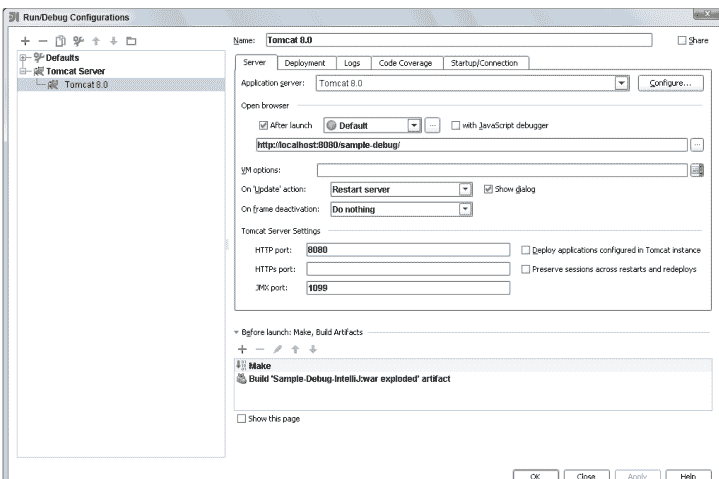 Run/Debug Configurations
Name: Tomcat 8.0
Share
Defaults
Tomcat Server
Tomcat 8.0
Server Deployment Logs Code Coverage Startup/Connection
Application server: Tomcat 8.0 Configure...
Open browser
After launch Default ... with JavaScript debugger
http://localhost:8080/sample-debug/ ...
VM options:
On 'Update' action: Restart server Show dialog
On frame deactivation: Do nothing
Tomcat Server Settings
HTTP port: 8080 Deploy applications configured in Tomcat instance
HTTPs port: Preserve sessions across restarts and redeploys
JMX port: 1099
Before launch: Make, Build Artifacts
Make
Build 'Sample-Debug-IntelliJ:war exploded' artifact
Show this page
OK Close Apply Help